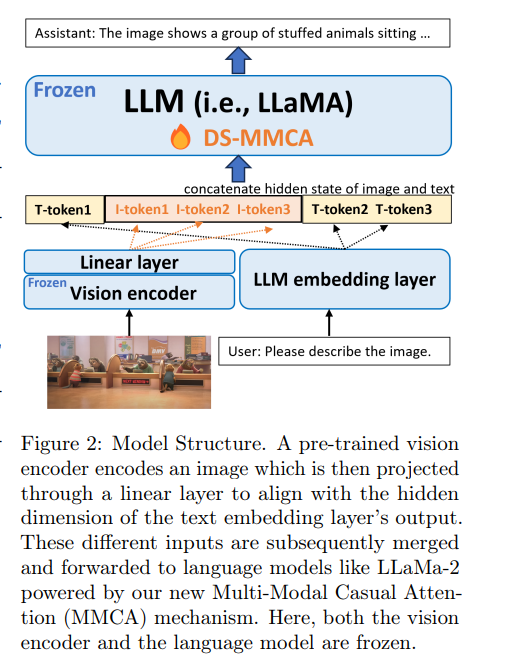 Assistant: The image shows a group of stuffed animals sitting ...
Frozen
LLM (i.e., LLaMA)
DS-MMCA
concatenate hidden state of image and text
T-token1 I-token1 I-token2 I-token3 T-token2 T-token3
Linear layer
Frozen
Vision encoder
LLM embedding layer
User: Please describe the image.
Figure 2: Model Structure. A pre-trained vision
encoder encodes an image which is then projected
through a linear layer to align with the hidden
dimension of the text embedding layer's output.
These different inputs are subsequently merged
and forwarded to language models like LLaMa-2
powered by our new Multi-Modal Casual Atten-
tion (MMCA) mechanism. Here, both the vision
encoder and the language model are frozen.